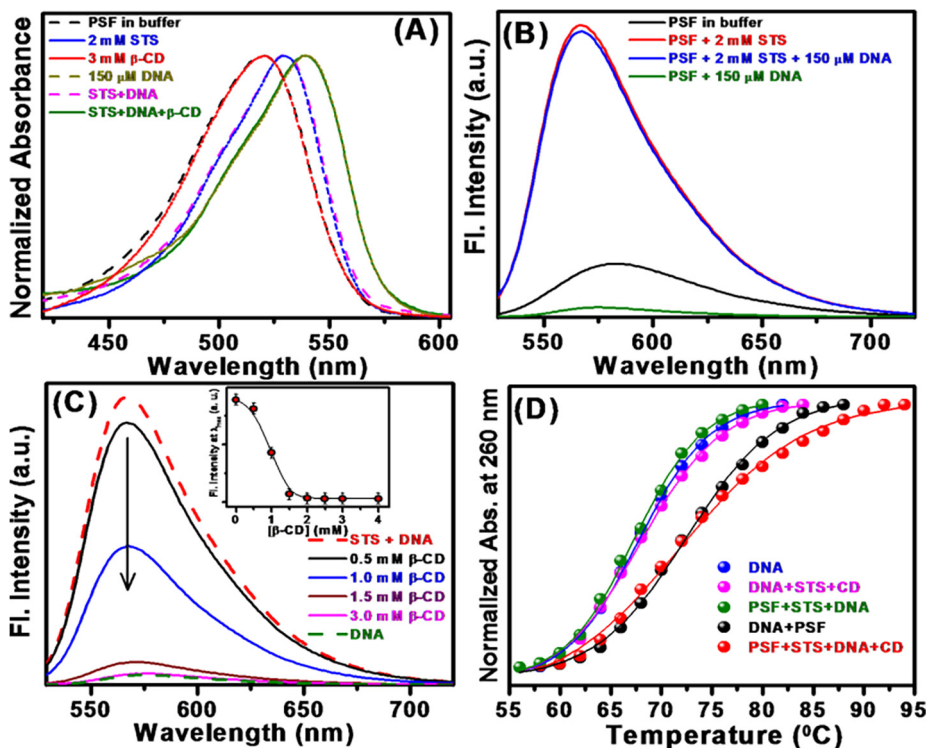 (A)
PSF in buffer
2 mM STS
3 mM β-CD
150 μM DNA
STS+DNA
STS+DNA+β-CD
Normalized Absorbance
450 500 550 600
Wavelength (nm)
(B)
PSF in buffer
PSF + 2 mM STS
PSF + 2 mM STS + 150 μM DNA
PSF + 150 μM DNA
Fl. Intensity (a.u.)
550 600 650 700
Wavelength (nm)
(C)
Fl. Intensity at λmax (a. u.)
0 1 2 3 4
[β-CD] (mM)
STS + DNA
0.5 mM β-CD
1.0 mM β-CD
1.5 mM β-CD
3.0 mM β-CD
DNA
Fl. Intensity (a.u.)
550 600 650 700
Wavelength (nm)
(D)
DNA
DNA+STS+CD
PSF+STS+DNA
DNA+PSF
PSF+STS+DNA+CD
Normalized Abs. at 260 nm
55 60 65 70 75 80 85 90 95
Temperature (⁰C)